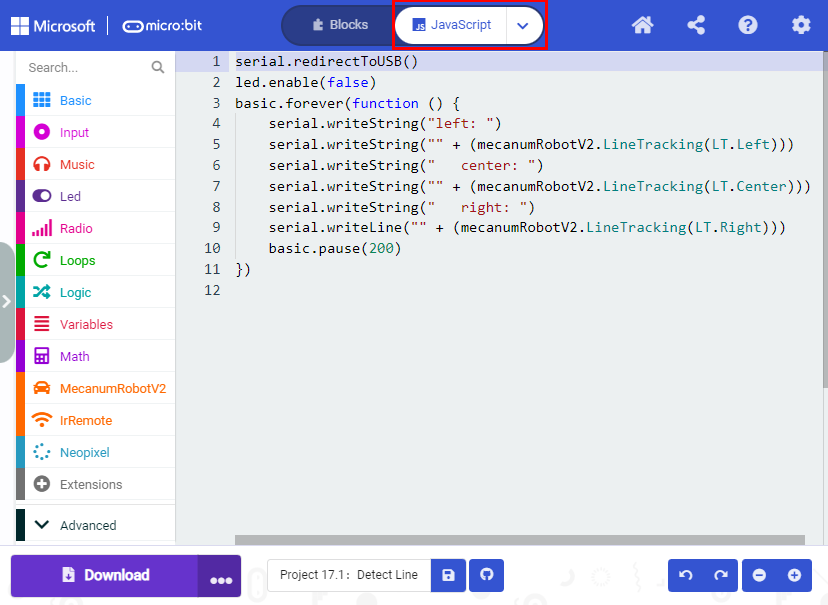 Microsoft micro:bit Blocks JavaScript
Search...
Basic
Input
Music
Led
Radio
Loops
Logic
Variables
Math
MecanumRobotV2
IrRemote
Neopixel
Extensions
Advanced
1 serial.redirectToUSB()
2 led.enable(false)
3 basic.forever(function () {
4     serial.writeString("left: ")
5     serial.writeString("" + (mecanumRobotV2.LineTracking(LT.Left)))
6     serial.writeString("   center: ")
7     serial.writeString("" + (mecanumRobotV2.LineTracking(LT.Center)))
8     serial.writeString("   right: ")
9     serial.writeLine("" + (mecanumRobotV2.LineTracking(LT.Right)))
10     basic.pause(200)
11 })
12
Download ••• Project 17.1：Detect Line